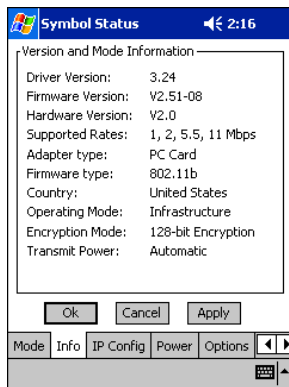 Symbol Status 2:16
Version and Mode Information
Driver Version: 3.24
Firmware Version: V2.51-08
Hardware Version: V2.0
Supported Rates: 1, 2, 5.5, 11 Mbps
Adapter type: PC Card
Firmware type: 802.11b
Country: United States
Operating Mode: Infrastructure
Encryption Mode: 128-bit Encryption
Transmit Power: Automatic
Ok Cancel Apply
Mode Info IP Config Power Options